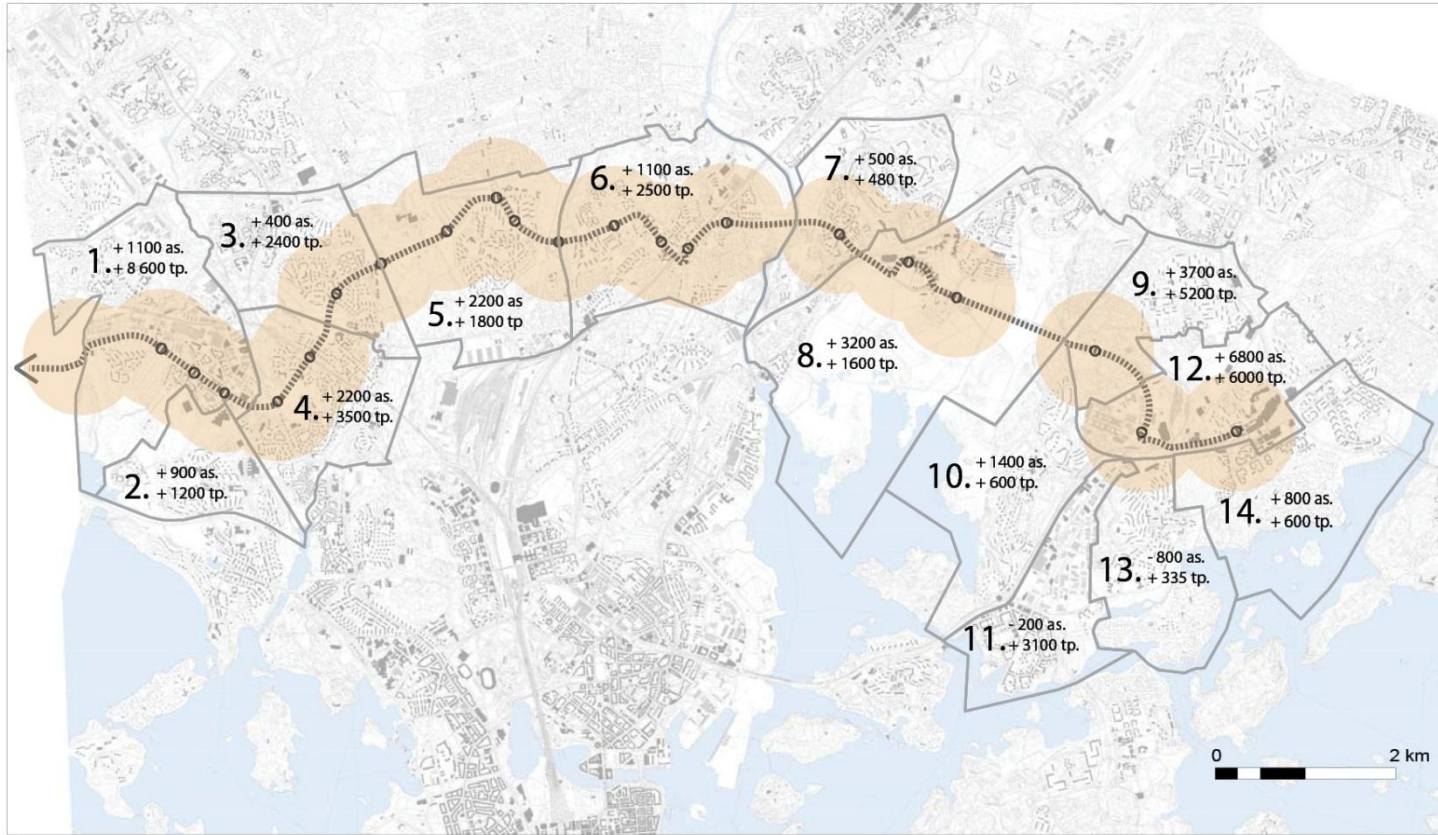 1. + 1100 as.
+ 8 600 tp.
2. + 900 as.
+ 1200 tp.
3. + 400 as.
+ 2400 tp.
4. + 2200 as.
+ 3500 tp.
5. + 2200 as
+ 1800 tp
6. + 1100 as.
+ 2500 tp.
7. + 500 as.
+ 480 tp.
8. + 3200 as.
+ 1600 tp.
9. + 3700 as.
+ 5200 tp.
10. + 1400 as.
+ 600 tp.
11. - 200 as.
+ 3100 tp.
12. + 6800 as.
+ 6000 tp.
13. - 800 as.
+ 335 tp.
14. + 800 as.
+ 600 tp.
0 2 km